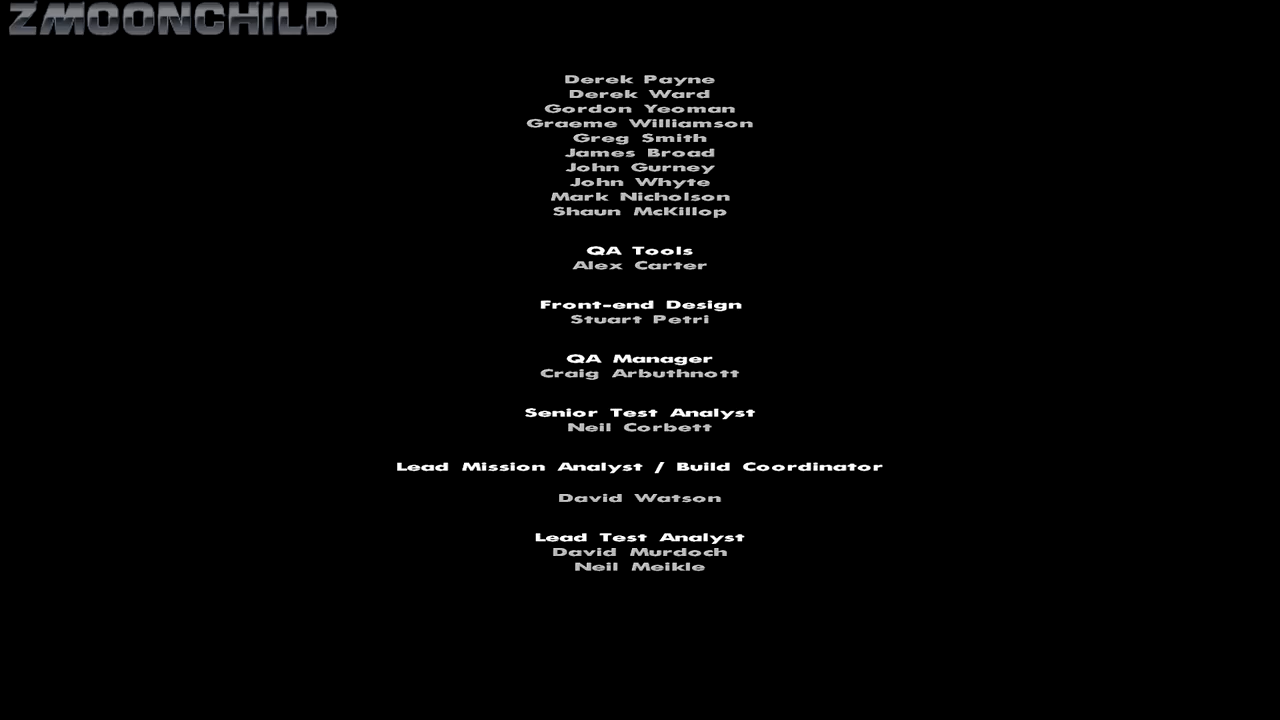 ZMOONCHILD
Derek Payne
Derek Ward
Gordon Yeoman
Graeme Williamson
Greg Smith
James Broad
John Gurney
John Whyte
Mark Nicholson
Shaun McKillop
QA Tools
Alex Carter
Front-end Design
Stuart Petri
QA Manager
Craig Arbuthnott
Senior Test Analyst
Neil Corbett
Lead Mission Analyst / Build Coordinator
David Watson
Lead Test Analyst
David Murdoch
Neil Meikle